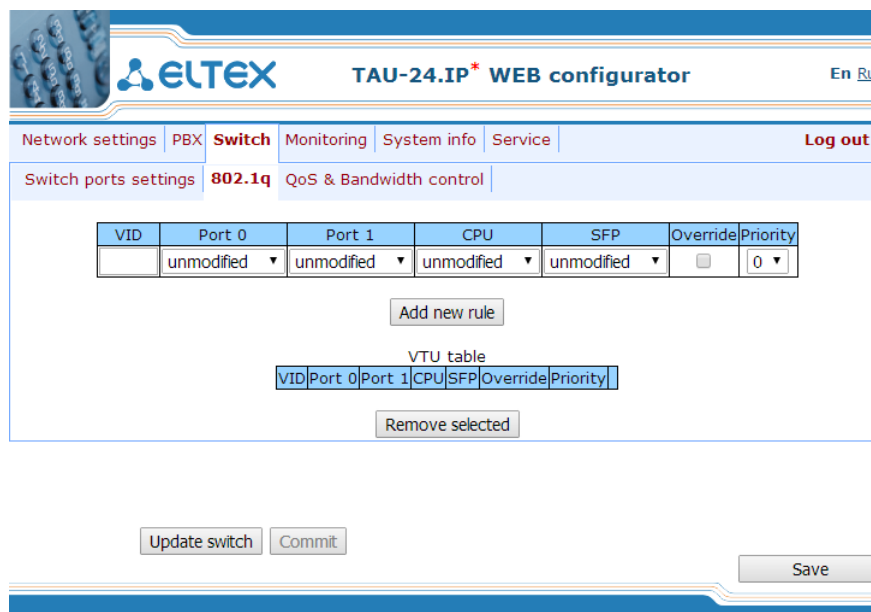 ELTEX TAU-24.IP* WEB configurator En Ru
Network settings PBX Switch Monitoring System info Service Log out
Switch ports settings 802.1q QoS & Bandwidth control
VID Port 0 Port 1 CPU SFP Override Priority
unmodified unmodified unmodified unmodified 0
Add new rule
VTU table
VID Port 0 Port 1 CPU SFP Override Priority
Remove selected
Update switch Commit
Save